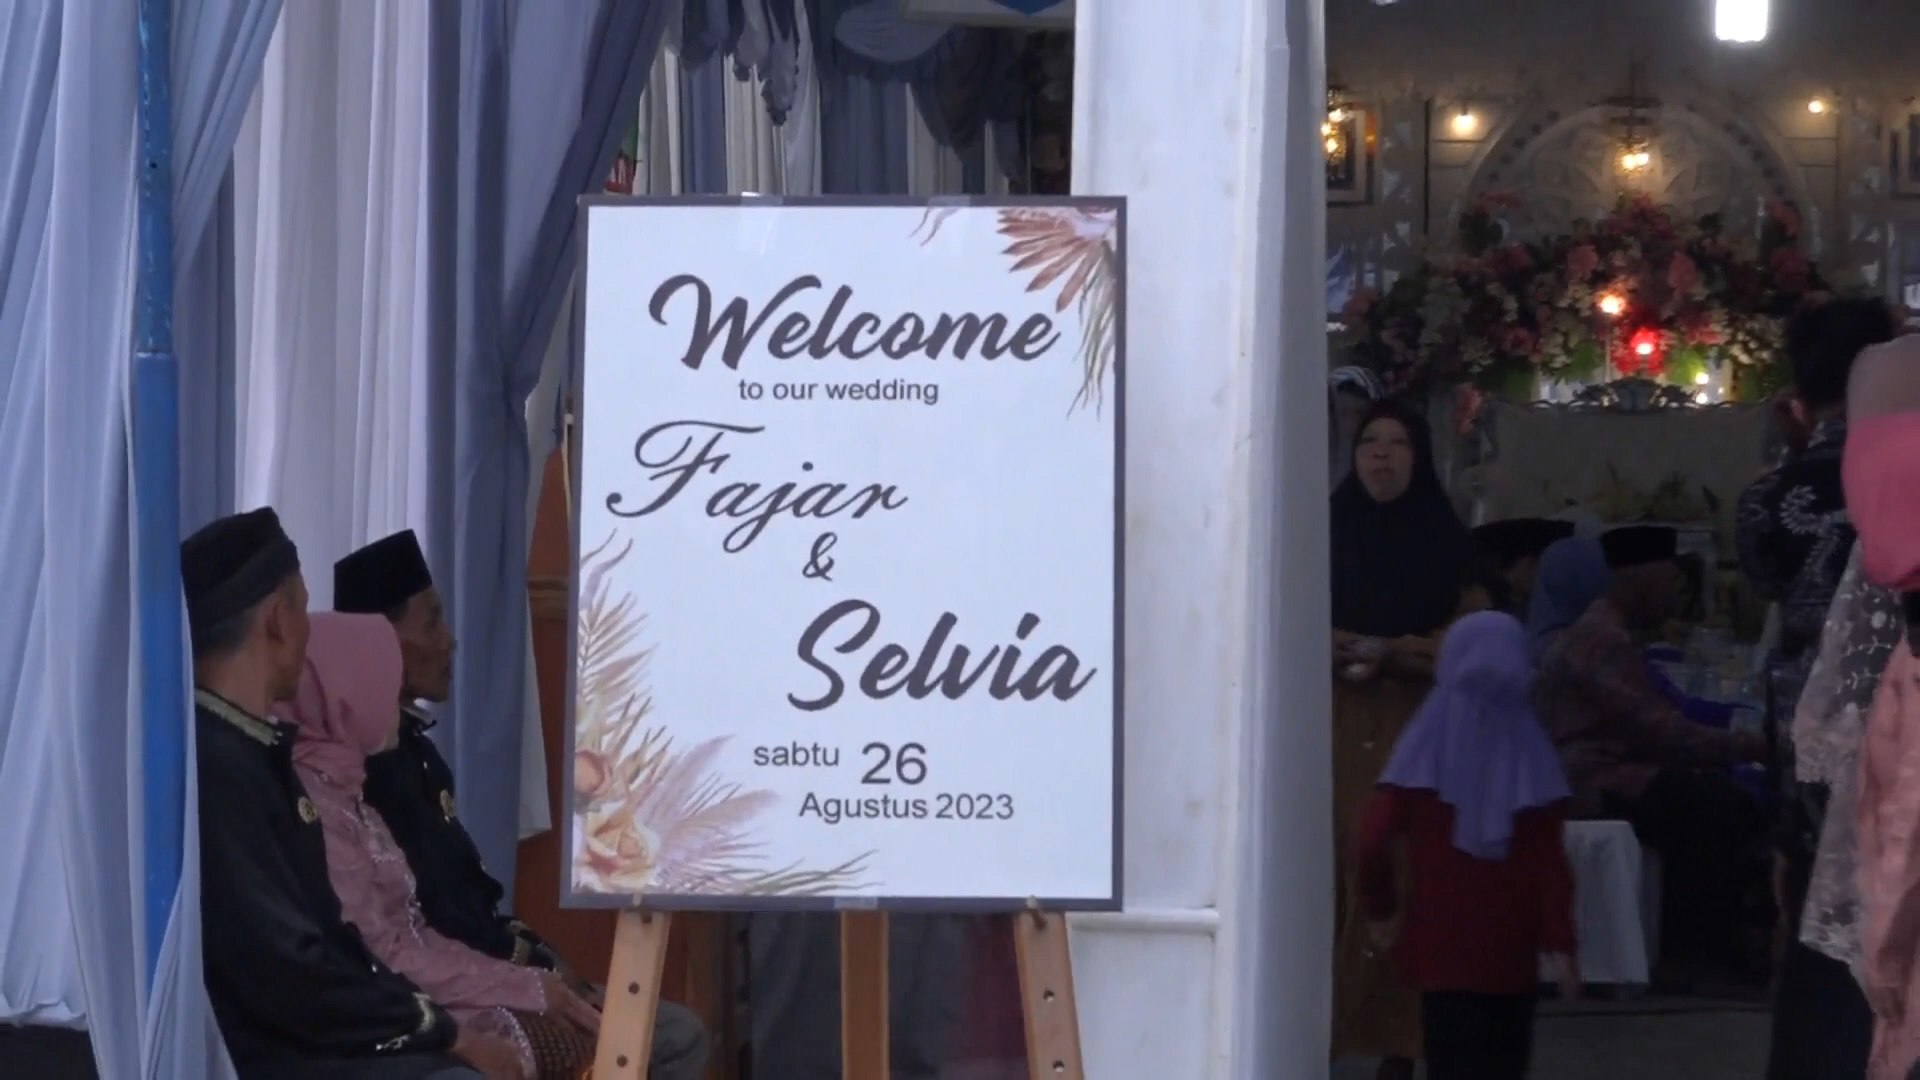 Welcome
to our wedding
Fajar
&
Selvia
sabtu 26
Agustus 2023